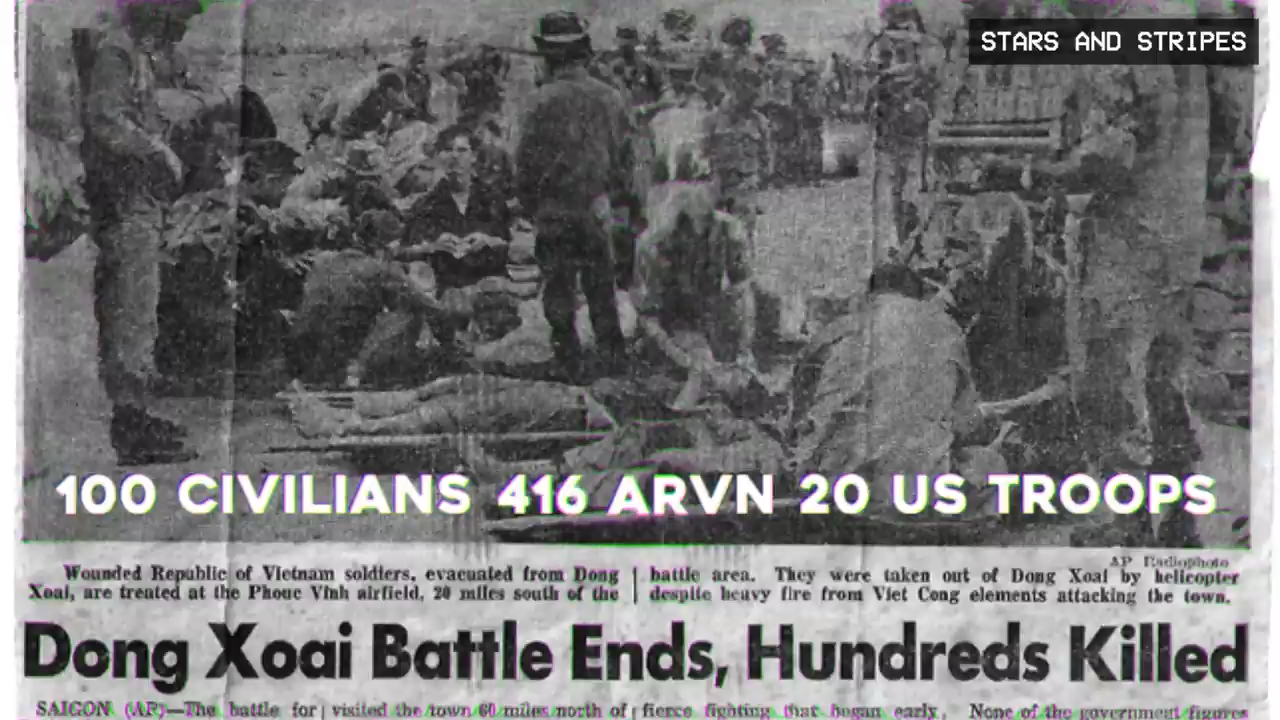 STARS AND STRIPES
100 CIVILIANS 416 ARVN 20 US TROOPS
AP Radiophoto
Wounded Republic of Vietnam soldiers, evacuated from Dong
Xoai, are treated at the Phouc Vinh airfield, 20 miles south of the
battle area. They were taken out of Dong Xoai by helicopter
despite heavy fire from Viet Cong elements attacking the town.
Dong Xoai Battle Ends, Hundreds Killed
SAIGON (AP)—The battle for
visited the town 60 miles north of
fierce fighting that began early
None of the government figures